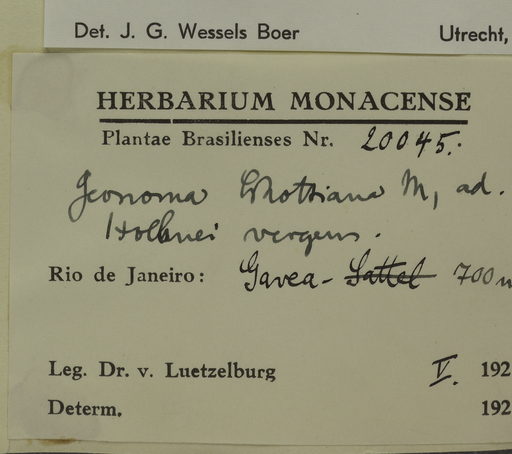 Det. J. G. Wessels Boer Utrecht,
HERBARIUM MONACENSE
Plantae Brasilienses Nr. 20045.
Geonoma Schottiana M, ad.
vergens.
Rio de Janeiro: Gavea - Sattel 700 m
Leg. Dr. v. Luetzelburg V. 192
Determ. 192